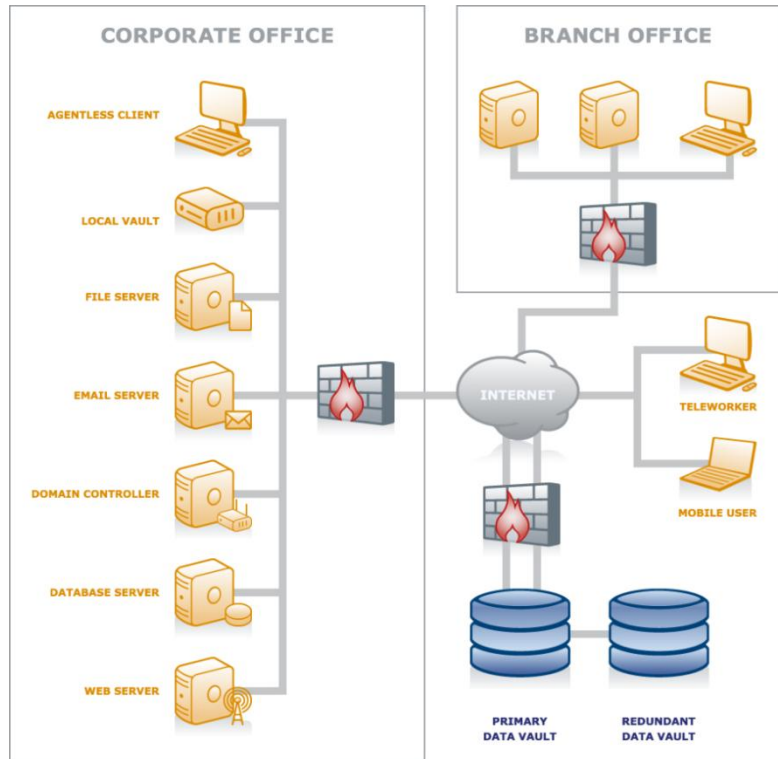 CORPORATE OFFICE
AGENTLESS CLIENT
LOCAL VAULT
FILE SERVER
EMAIL SERVER
DOMAIN CONTROLLER
DATABASE SERVER
WEB SERVER
BRANCH OFFICE
INTERNET
TELEWORKER
MOBILE USER
PRIMARY
DATA VAULT
REDUNDANT
DATA VAULT